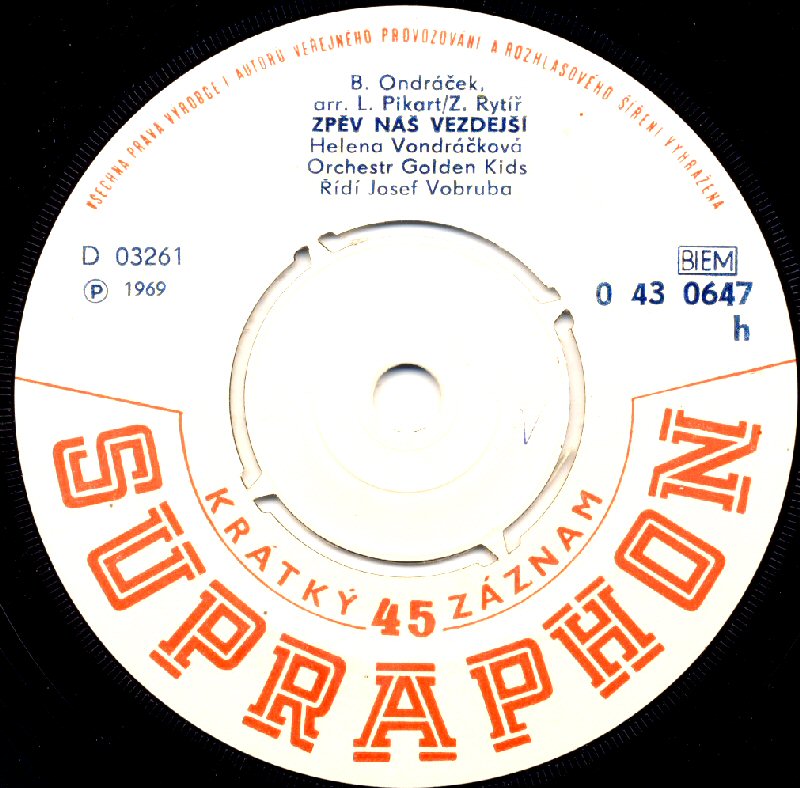 VŠECHNA PRÁVA VÝROBCE I AUTORŮ VEŘEJNÉHO PROVOZOVÁNÍ A ROZHLASOVÉHO ŠÍŘENÍ VYHRAŽENA
B. Ondráček,
arr. L. Pikart/Z. Rytíř
ZPĚV NÁŠ VEZDEJŠÍ
Helena Vondráčková
Orchestr Golden Kids
Řídí Josef Vobruba
D 03261
Ⓟ 1969
BIEM
0 43 0647
h
KRÁTKÝ 45 ZÁZNAM
SUPRAPHON